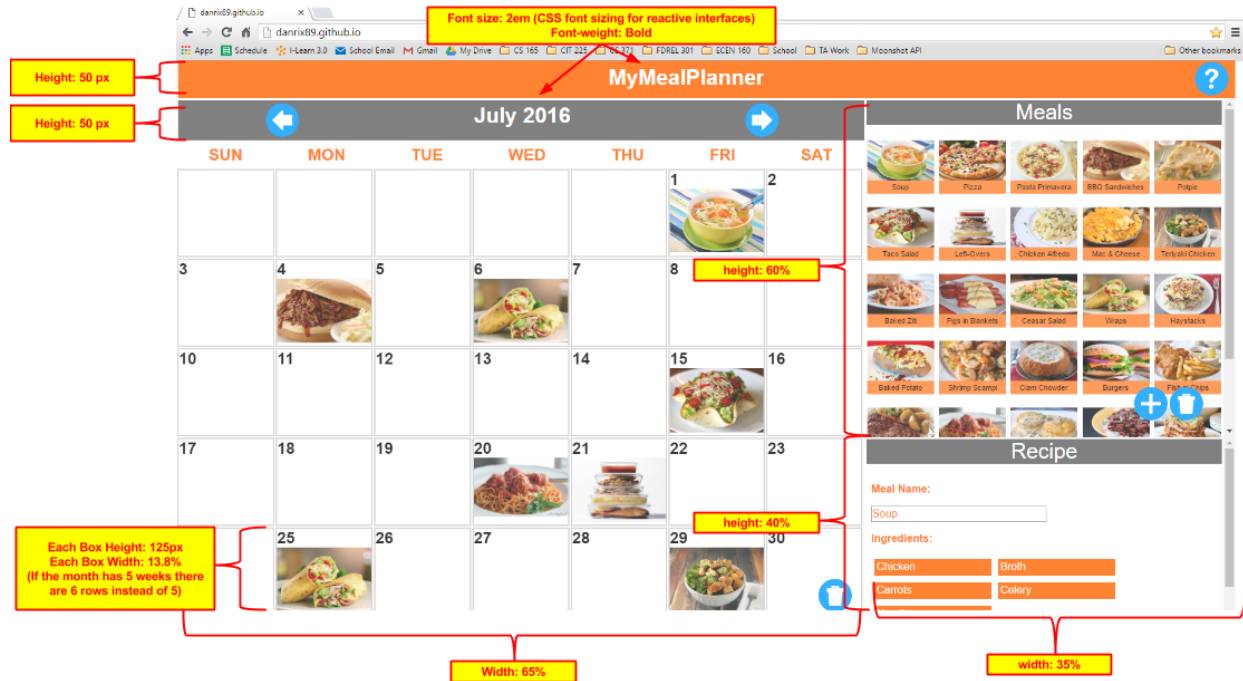 danrix89.github.io
danrix89.github.io
Apps Schedule I-Learn 3.0 School Email Gmail My Drive CS 165 CIT 225 CS 371 FDREL 301 ECEN 160 School TA Work Moonshot API Other bookmarks
Font size: 2em (CSS font sizing for reactive interfaces)
Font-weight: Bold
Height: 50 px
MyMealPlanner
?
Height: 50 px
July 2016
SUN MON TUE WED THU FRI SAT
1 2
3 4 5 6 7 8
10 11 12 13 14 15 16
17 18 19 20 21 22 23
25 26 27 28 29 30
Each Box Height: 125px
Each Box Width: 13.8%
(If the month has 5 weeks there
are 6 rows instead of 5)
Width: 65%
Meals
Soup Pizza Pasta Primavera BBQ Sandwiches Potpie
Taco Salad Left-Overs Chicken Alfredo Mac & Cheese Teriyaki Chicken
height: 60%
Baked Ziti Pigs in Blankets Ceasar Salad Wraps Haystacks
Baked Potato Shrimp Scampi Clam Chowder Burgers Fish n' Chips
Recipe
Meal Name:
Soup
height: 40%
Ingredients:
Chicken Broth
Carrots Celery
width: 35%